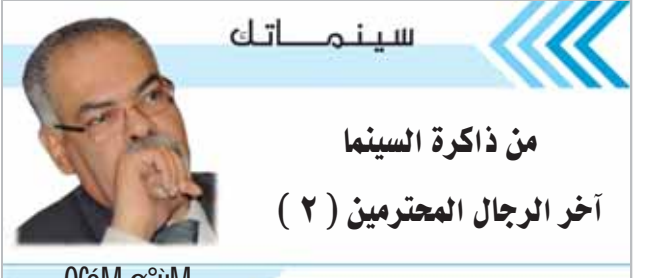 سينمـــاتك
من ذاكرة السينما
آخر الرجال المحترمين ( ٢ )